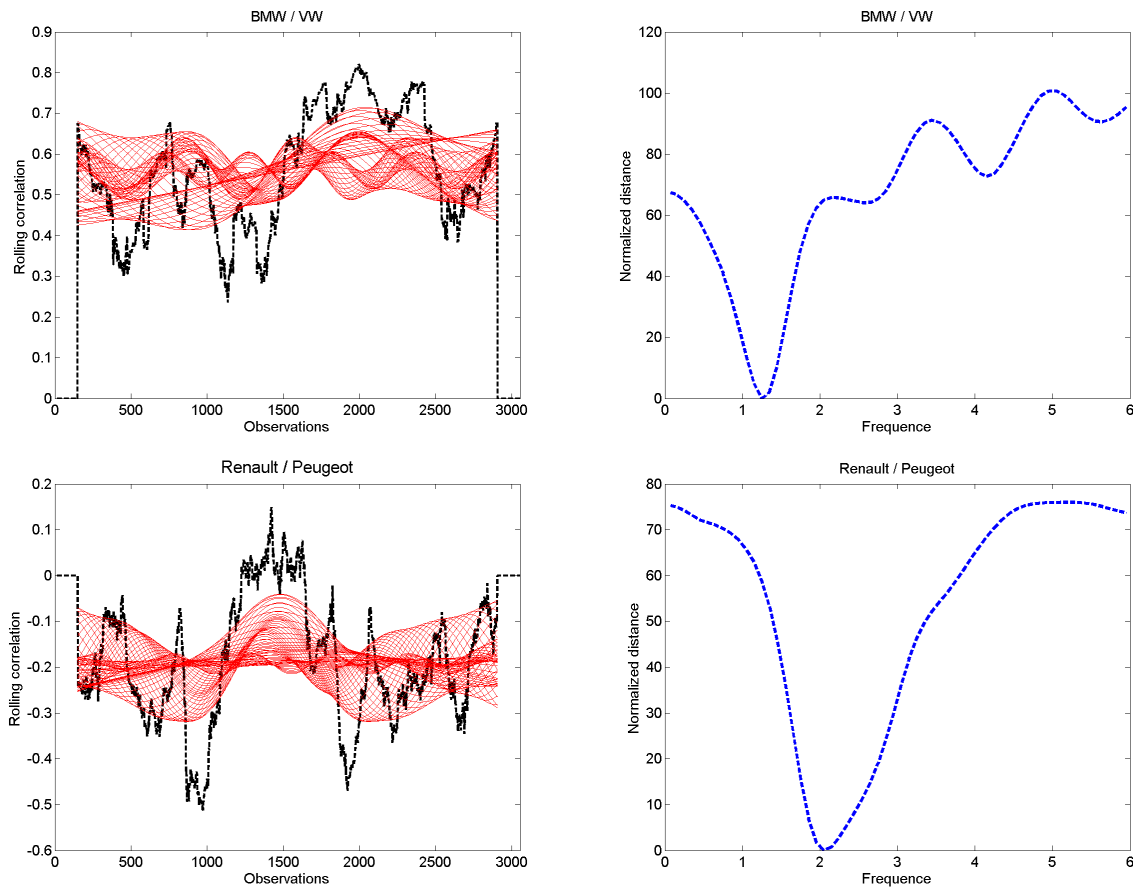 BMW / VW
0.9
0.8
0.7
0.6
0.5
0.4
0.3
0.2
0.1
0
Rolling correlation
0 500 1000 1500 2000 2500 3000
Observations
BMW / VW
120
100
80
60
40
20
0
Normalized distance
0 1 2 3 4 5 6
Frequence
Renault / Peugeot
0.2
0.1
0
-0.1
-0.2
-0.3
-0.4
-0.5
-0.6
Rolling correlation
0 500 1000 1500 2000 2500 3000
Observations
Renault / Peugeot
80
70
60
50
40
30
20
10
0
Normalized distance
0 1 2 3 4 5 6
Frequence